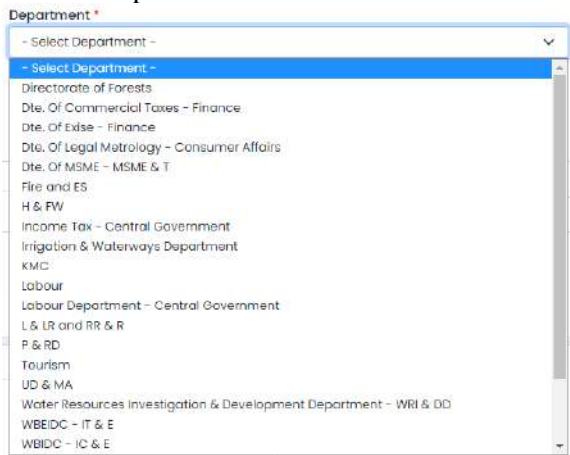 Department *
- Select Department -
- Select Department -
Directorate of Forests
Dte. Of Commercial Taxes - Finance
Dte. Of Exise - Finance
Dte. Of Legal Metrology - Consumer Affairs
Dte. Of MSME - MSME & T
Fire and ES
H & FW
Income Tax - Central Government
Irrigation & Waterways Department
KMC
Labour
Labour Department - Central Government
L & LR and RR & R
P & RD
Tourism
UD & MA
Water Resources Investigation & Development Department - WRI & DD
WBEIDC - IT & E
WBIDC - IC & E